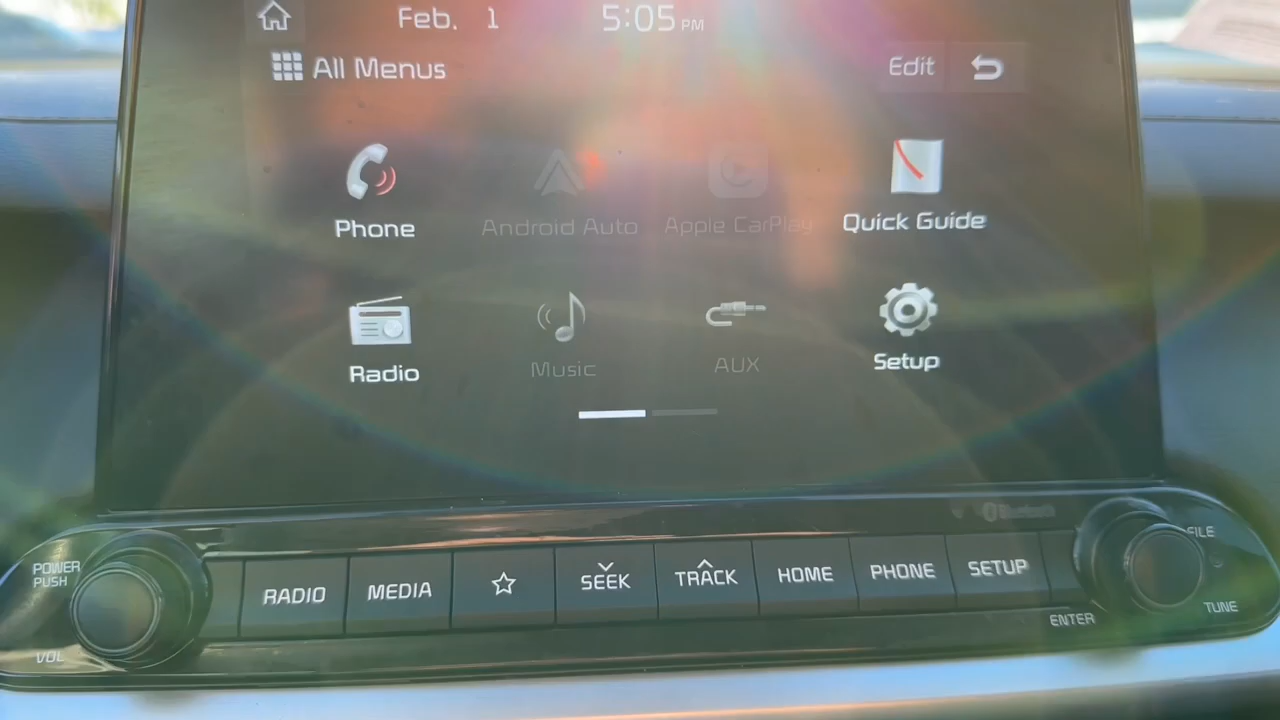 Feb. 1 5:05 PM
All Menus Edit
Phone Android Auto Apple CarPlay Quick Guide
Radio Music AUX Setup
Bluetooth
POWER PUSH RADIO MEDIA SEEK TRACK HOME PHONE SETUP FILE
VOL ENTER TUNE